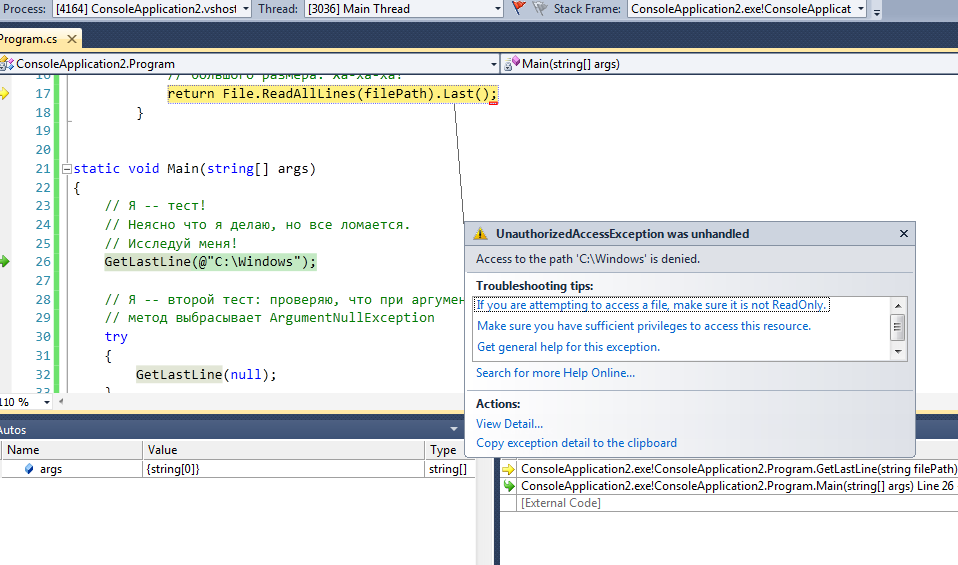 Process: [4164] ConsoleApplication2.vshost Thread: [3036] Main Thread Stack Frame: ConsoleApplication2.exe!ConsoleApplicat
Program.cs
ConsoleApplication2.Program Main(string[] args)
16 // большого размера. Ха-ха-ха!
17 return File.ReadAllLines(filePath).Last();
18 }
19
20
21 static void Main(string[] args)
22 {
23 // Я -- тест!
24 // Неясно что я делаю, но все ломается.
25 // Исследуй меня!
26 GetLastLine(@"C:\Windows");
27
28 // Я -- второй тест: проверяю, что при аргумен
29 // метод выбрасывает ArgumentNullException
30 try
31 {
32 GetLastLine(null);
33 }
110 %
UnauthorizedAccessException was unhandled
Access to the path 'C:\Windows' is denied.
Troubleshooting tips:
If you are attempting to access a file, make sure it is not ReadOnly.
Make sure you have sufficient privileges to access this resource.
Get general help for this exception.
Search for more Help Online...
Actions:
View Detail...
Copy exception detail to the clipboard
Autos
Name Value Type
args {string[0]} string[]
ConsoleApplication2.exe!ConsoleApplication2.Program.GetLastLine(string filePath)
ConsoleApplication2.exe!ConsoleApplication2.Program.Main(string[] args) Line 26
[External Code]